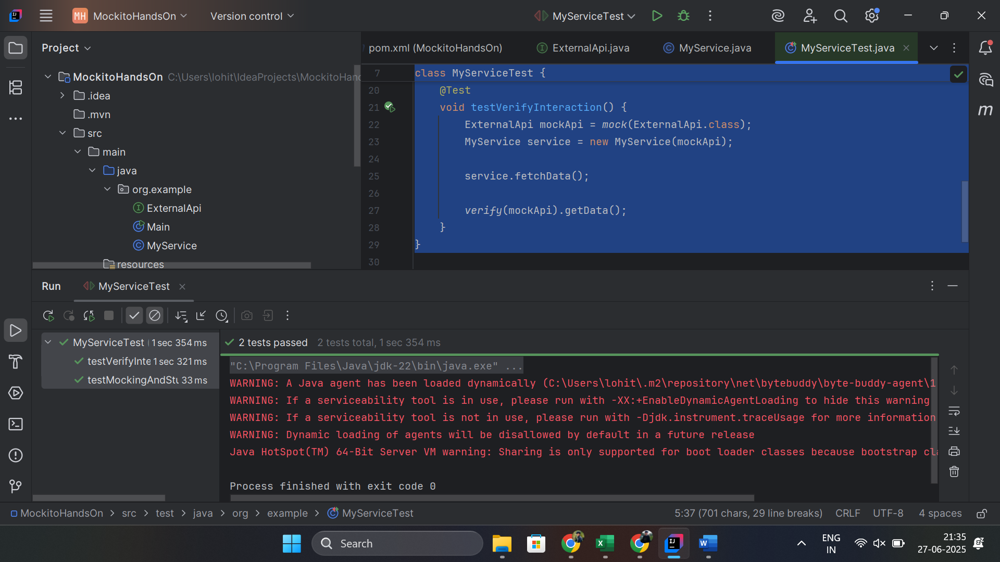 MH MockitoHandsOn Version control MyServiceTest
Project
pom.xml (MockitoHandsOn) ExternalApi.java MyService.java MyServiceTest.java
MockitoHandsOn C:\Users\lohit\IdeaProjects\MockitoHand
.idea
.mvn
src
main
java
org.example
ExternalApi
Main
MyService
resources
7 class MyServiceTest {
20 @Test
21 void testVerifyInteraction() {
22 ExternalApi mockApi = mock(ExternalApi.class);
23 MyService service = new MyService(mockApi);
24
25 service.fetchData();
26
27 verify(mockApi).getData();
28 }
29 }
30
m
Run MyServiceTest
MyServiceTest ( 1 sec 354 ms
testVerifyInte 1 sec 321 ms
testMockingAndStu 33 ms
2 tests passed 2 tests total, 1 sec 354 ms
"C:\Program Files\Java\jdk-22\bin\java.exe" ...
WARNING: A Java agent has been loaded dynamically (C:\Users\lohit\.m2\repository\net\bytebuddy\byte-buddy-agent\1
WARNING: If a serviceability tool is in use, please run with -XX:+EnableDynamicAgentLoading to hide this warning
WARNING: If a serviceability tool is not in use, please run with -Djdk.instrument.traceUsage for more information
WARNING: Dynamic loading of agents will be disallowed by default in a future release
Java HotSpot(TM) 64-Bit Server VM warning: Sharing is only supported for boot loader classes because bootstrap cla
Process finished with exit code 0
MockitoHandsOn > src > test > java > org > example > MyServiceTest
5:37 (701 chars, 29 line breaks) CRLF UTF-8 4 spaces
Search
ENG
IN
21:35
27-06-2025